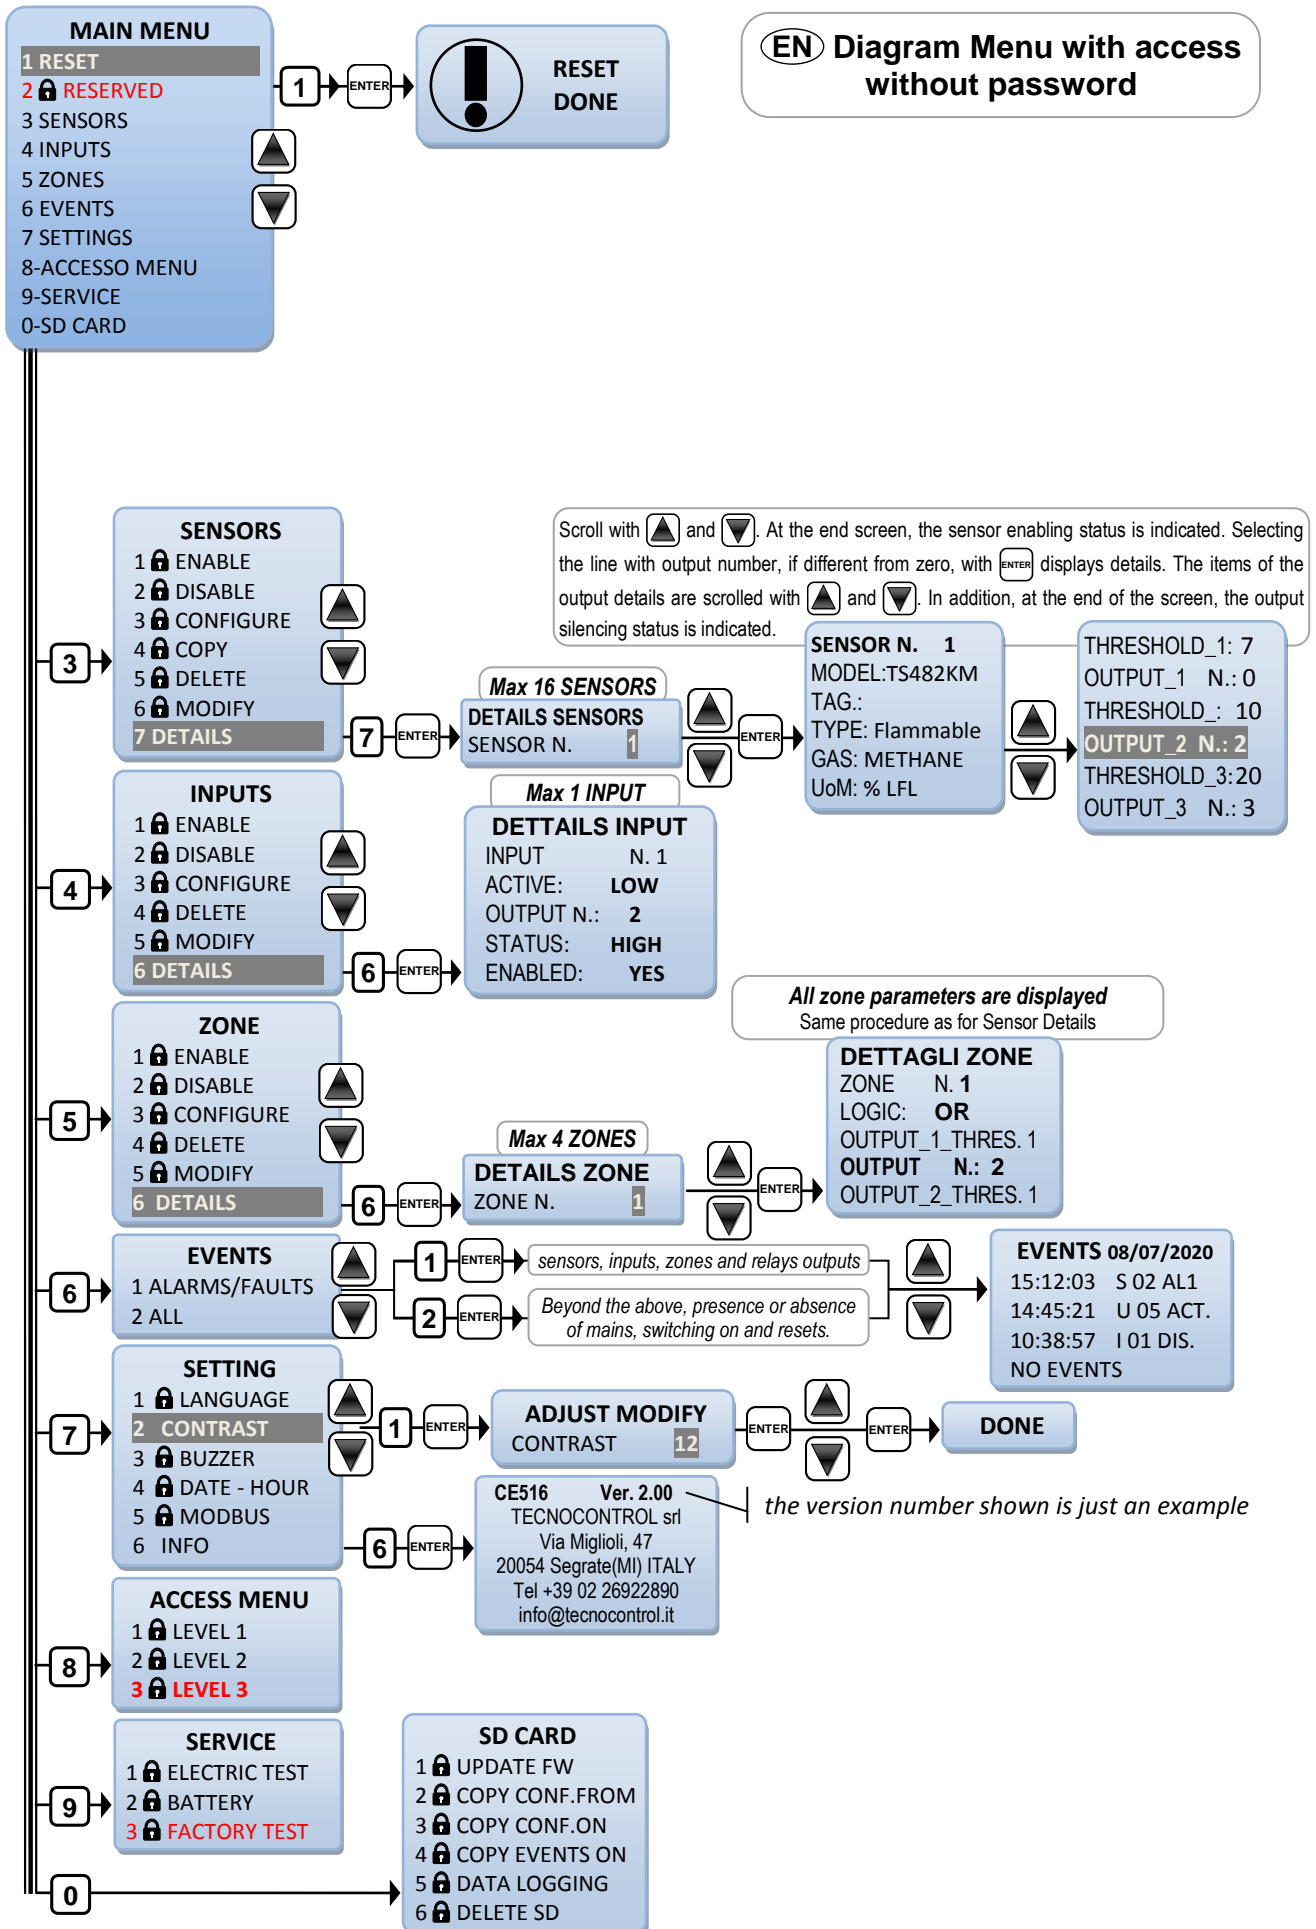 MAIN MENU
1 RESET
2 RESERVED
3 SENSORS
4 INPUTS
5 ZONES
6 EVENTS
7 SETTINGS
8-ACCESSO MENU
9-SERVICE
0-SD CARD
1
ENTER
RESET
DONE
EN Diagram Menu with access
without password
3
SENSORS
1 ENABLE
2 DISABLE
3 CONFIGURE
4 COPY
5 DELETE
6 MODIFY
7 DETAILS
7
ENTER
Max 16 SENSORS
DETAILS SENSORS
SENSOR N. 1
ENTER
Scroll with and . At the end screen, the sensor enabling status is indicated. Selecting
the line with output number, if different from zero, with ENTER displays details. The items of the
output details are scrolled with and . In addition, at the end of the screen, the output
silencing status is indicated.
SENSOR N. 1
MODEL:TS482KM
TAG.:
TYPE: Flammable
GAS: METHANE
UoM: % LFL
THRESHOLD_1: 7
OUTPUT_1 N.: 0
THRESHOLD_: 10
OUTPUT_2 N.: 2
THRESHOLD_3:20
OUTPUT_3 N.: 3
4
INPUTS
1 ENABLE
2 DISABLE
3 CONFIGURE
4 DELETE
5 MODIFY
6 DETAILS
6
ENTER
Max 1 INPUT
DETTAILS INPUT
INPUT N. 1
ACTIVE: LOW
OUTPUT N.: 2
STATUS: HIGH
ENABLED: YES
5
ZONE
1 ENABLE
2 DISABLE
3 CONFIGURE
4 DELETE
5 MODIFY
6 DETAILS
6
ENTER
Max 4 ZONES
DETAILS ZONE
ZONE N. 1
ENTER
All zone parameters are displayed
Same procedure as for Sensor Details
DETTAGLI ZONE
ZONE N. 1
LOGIC: OR
OUTPUT_1_THRES. 1
OUTPUT N.: 2
OUTPUT_2_THRES. 1
6
EVENTS
1 ALARMS/FAULTS
2 ALL
1
ENTER
sensors, inputs, zones and relays outputs
2
ENTER
Beyond the above, presence or absence
of mains, switching on and resets.
EVENTS 08/07/2020
15:12:03 S 02 AL1
14:45:21 U 05 ACT.
10:38:57 I 01 DIS.
NO EVENTS
7
SETTING
1 LANGUAGE
2 CONTRAST
3 BUZZER
4 DATE - HOUR
5 MODBUS
6 INFO
1
ENTER
ADJUST MODIFY
CONTRAST 12
ENTER
ENTER
DONE
6
ENTER
CE516 Ver. 2.00
TECNOCONTROL srl
Via Miglioli, 47
20054 Segrate(MI) ITALY
Tel +39 02 26922890
info@tecnocontrol.it
the version number shown is just an example
8
ACCESS MENU
1 LEVEL 1
2 LEVEL 2
3 LEVEL 3
9
SERVICE
1 ELECTRIC TEST
2 BATTERY
3 FACTORY TEST
0
SD CARD
1 UPDATE FW
2 COPY CONF.FROM
3 COPY CONF.ON
4 COPY EVENTS ON
5 DATA LOGGING
6 DELETE SD